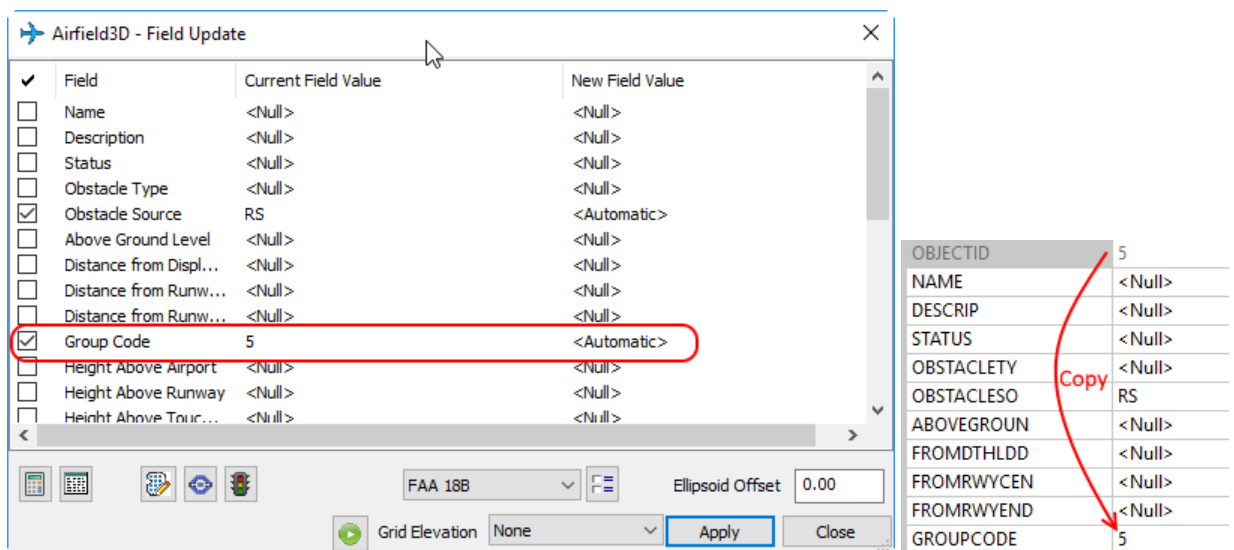 Airfield3D - Field Update
Field Current Field Value New Field Value
Name <Null> <Null>
Description <Null> <Null>
Status <Null> <Null>
Obstacle Type <Null> <Null>
Obstacle Source RS <Automatic>
Above Ground Level <Null> <Null>
Distance from Displ... <Null> <Null>
Distance from Runw... <Null> <Null>
Distance from Runw... <Null> <Null>
Group Code 5 <Automatic>
Height Above Airport <Null> <Null>
Height Above Runway <Null> <Null>
Height Above Touc... <Null> <Null>
FAA 18B Ellipsoid Offset 0.00
Grid Elevation None Apply Close
OBJECTID 5
NAME <Null>
DESCRIP <Null>
STATUS <Null>
OBSTACLETY <Null>
Copy
OBSTACLESO RS
ABOVEGROUN <Null>
FROMDTHLDD <Null>
FROMRWYCEN <Null>
FROMRWYEND <Null>
GROUPCODE 5